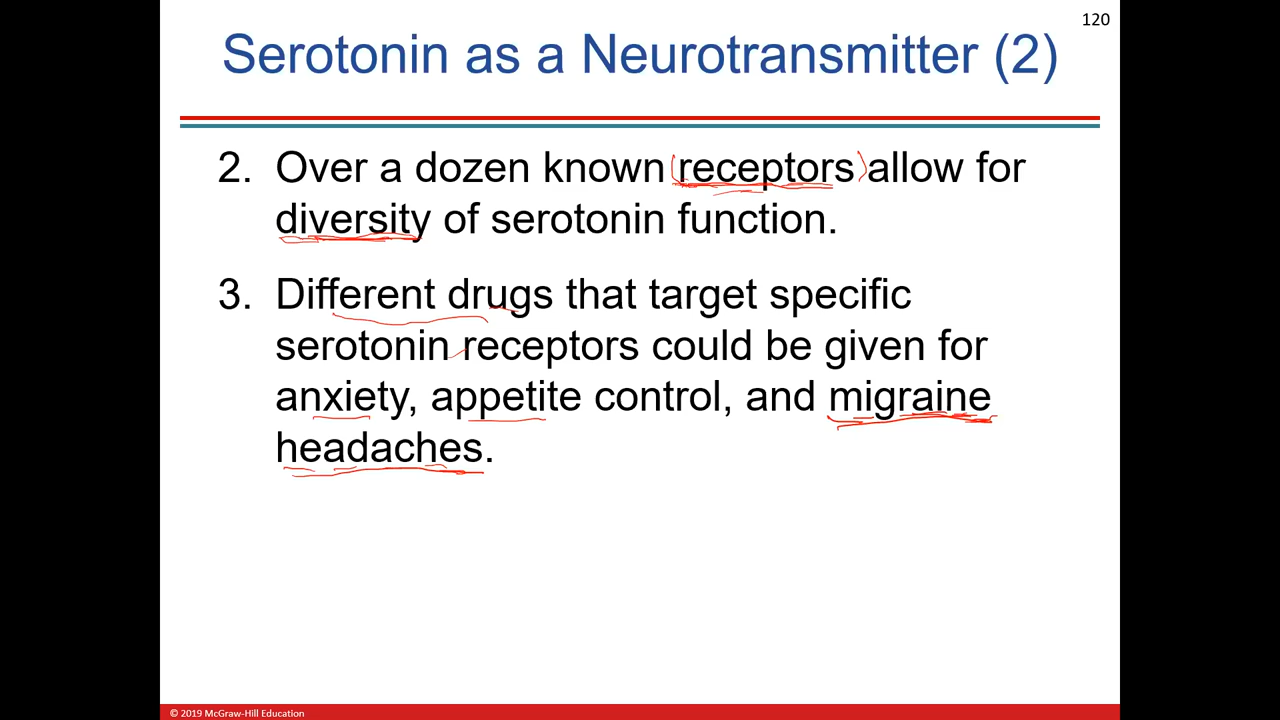 120
Serotonin as a Neurotransmitter (2)
2. Over a dozen known receptors allow for
diversity of serotonin function.
3. Different drugs that target specific
serotonin receptors could be given for
anxiety, appetite control, and migraine
headaches.
© 2019 McGraw-Hill Education